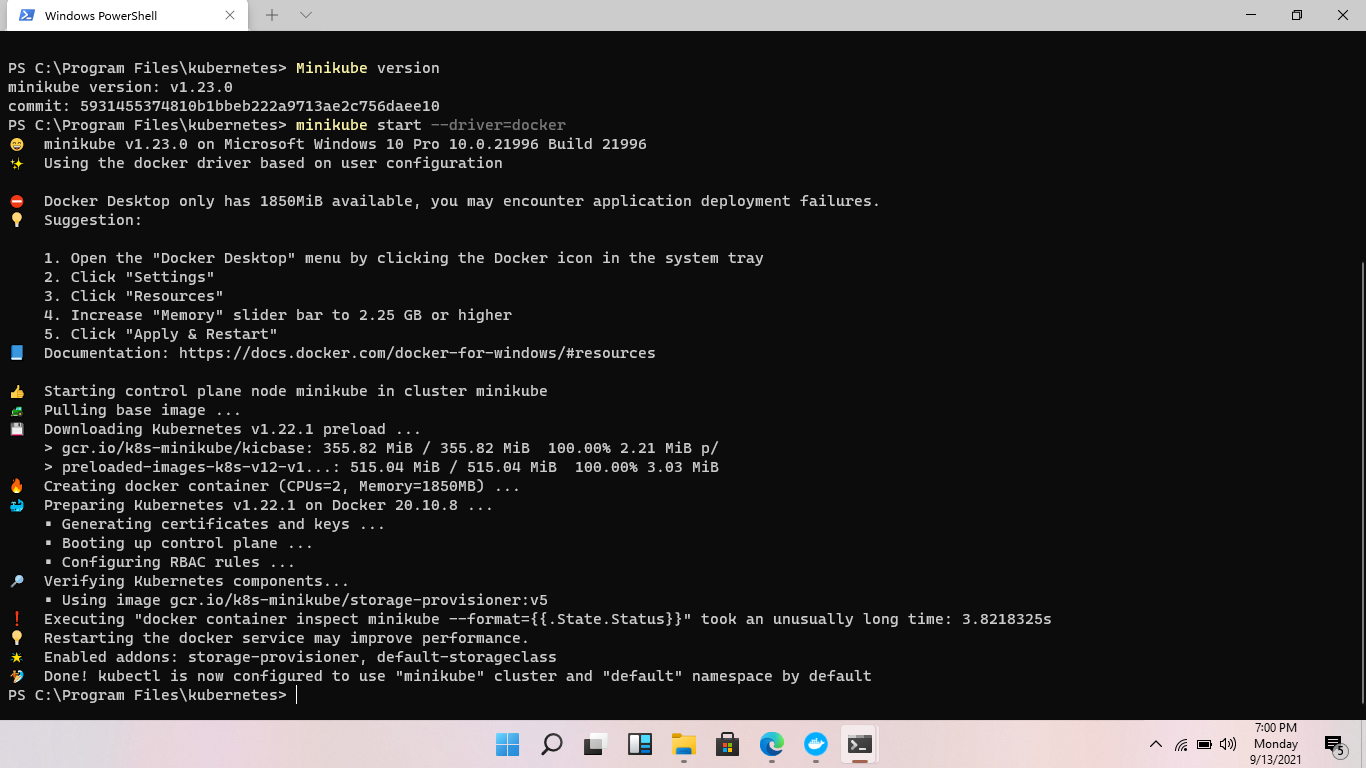 Windows PowerShell
PS C:\Program Files\kubernetes> Minikube version
minikube version: v1.23.0
commit: 5931455374810b1bbeb222a9713ae2c756daee10
PS C:\Program Files\kubernetes> minikube start --driver=docker
minikube v1.23.0 on Microsoft Windows 10 Pro 10.0.21996 Build 21996
Using the docker driver based on user configuration
Docker Desktop only has 1850MiB available, you may encounter application deployment failures.
Suggestion:
1. Open the "Docker Desktop" menu by clicking the Docker icon in the system tray
2. Click "Settings"
3. Click "Resources"
4. Increase "Memory" slider bar to 2.25 GB or higher
5. Click "Apply & Restart"
Documentation: https://docs.docker.com/docker-for-windows/#resources
Starting control plane node minikube in cluster minikube
Pulling base image ...
Downloading Kubernetes v1.22.1 preload ...
> gcr.io/k8s-minikube/kicbase: 355.82 MiB / 355.82 MiB  100.00% 2.21 MiB p/
> preloaded-images-k8s-v12-v1...: 515.04 MiB / 515.04 MiB  100.00% 3.03 MiB
Creating docker container (CPUs=2, Memory=1850MB) ...
Preparing Kubernetes v1.22.1 on Docker 20.10.8 ...
▪ Generating certificates and keys ...
▪ Booting up control plane ...
▪ Configuring RBAC rules ...
Verifying Kubernetes components...
▪ Using image gcr.io/k8s-minikube/storage-provisioner:v5
Executing "docker container inspect minikube --format={{.State.Status}}" took an unusually long time: 3.8218325s
Restarting the docker service may improve performance.
Enabled addons: storage-provisioner, default-storageclass
Done! kubectl is now configured to use "minikube" cluster and "default" namespace by default
PS C:\Program Files\kubernetes>
7:00 PM
Monday
9/13/2021
5